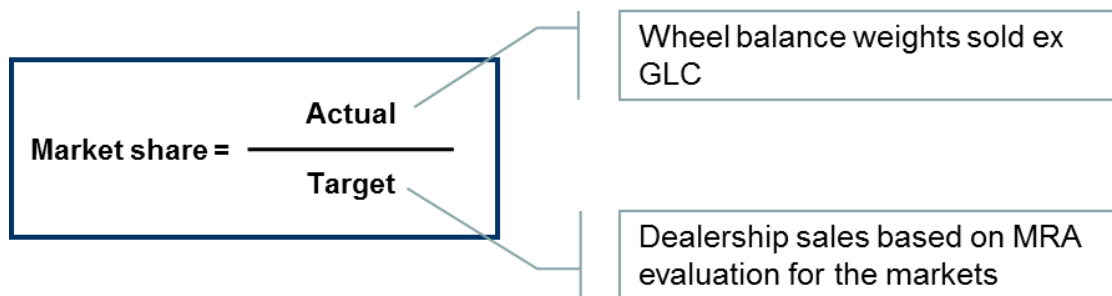 Wheel balance weights sold ex
GLC
Actual
Market share =
Target
Dealership sales based on MRA
evaluation for the markets